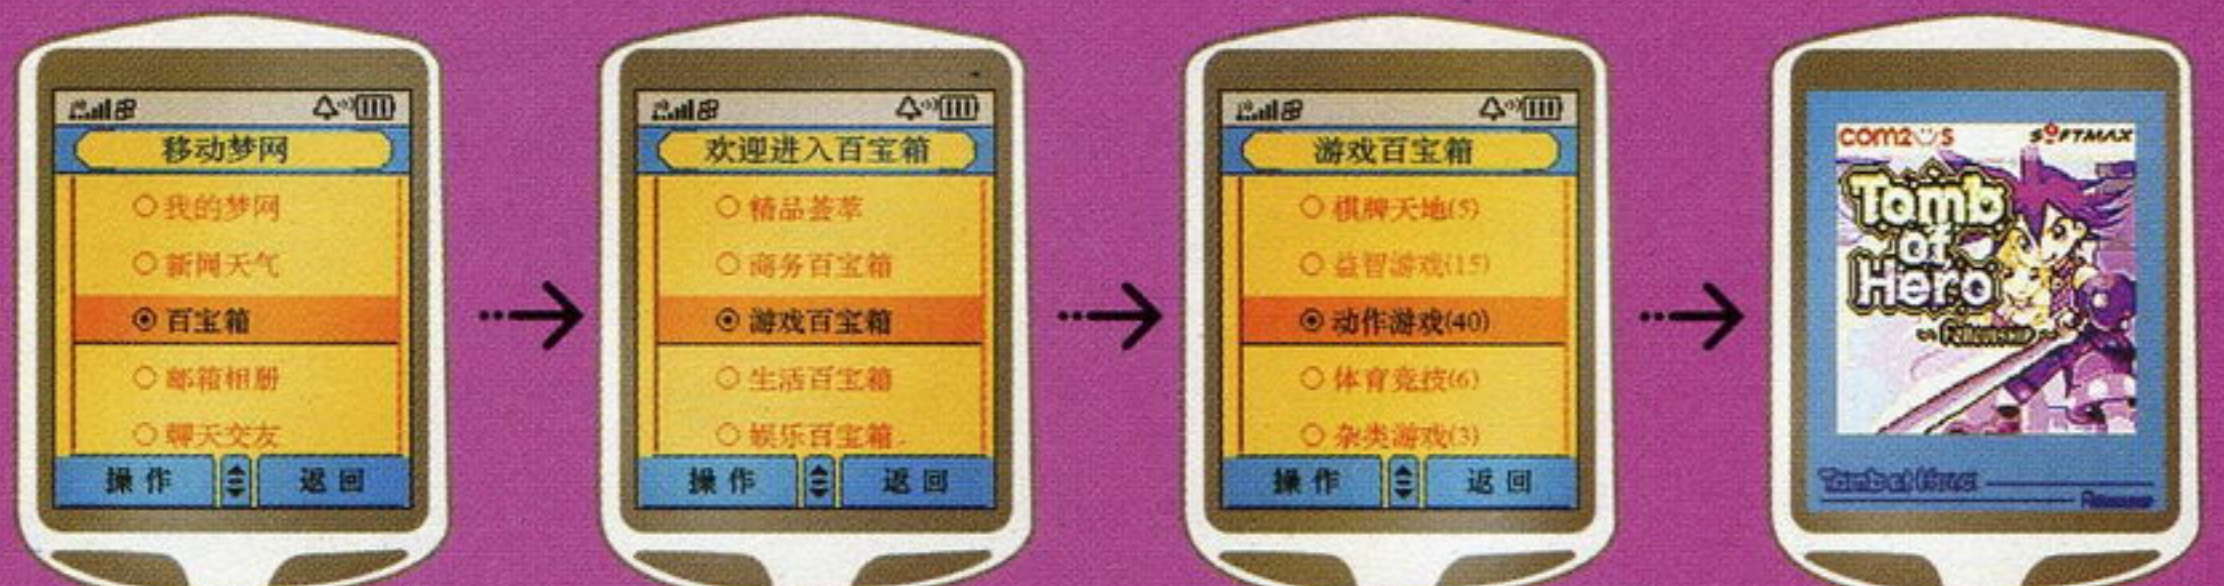 移动梦网
○我的梦网
○新闻天气
⊙百宝箱
○邮箱相册
○聊天交友
操作 返回
欢迎进入百宝箱
○精品荟萃
○商务百宝箱
⊙游戏百宝箱
○生活百宝箱
○娱乐百宝箱
操作 返回
游戏百宝箱
○棋牌天地(5)
○益智游戏(15)
⊙动作游戏(40)
○体育竞技(6)
○杂类游戏(3)
操作 返回
com2us SOFTMAX
Tomb
of
Hero
~Fellowship~
Tomb of Hero